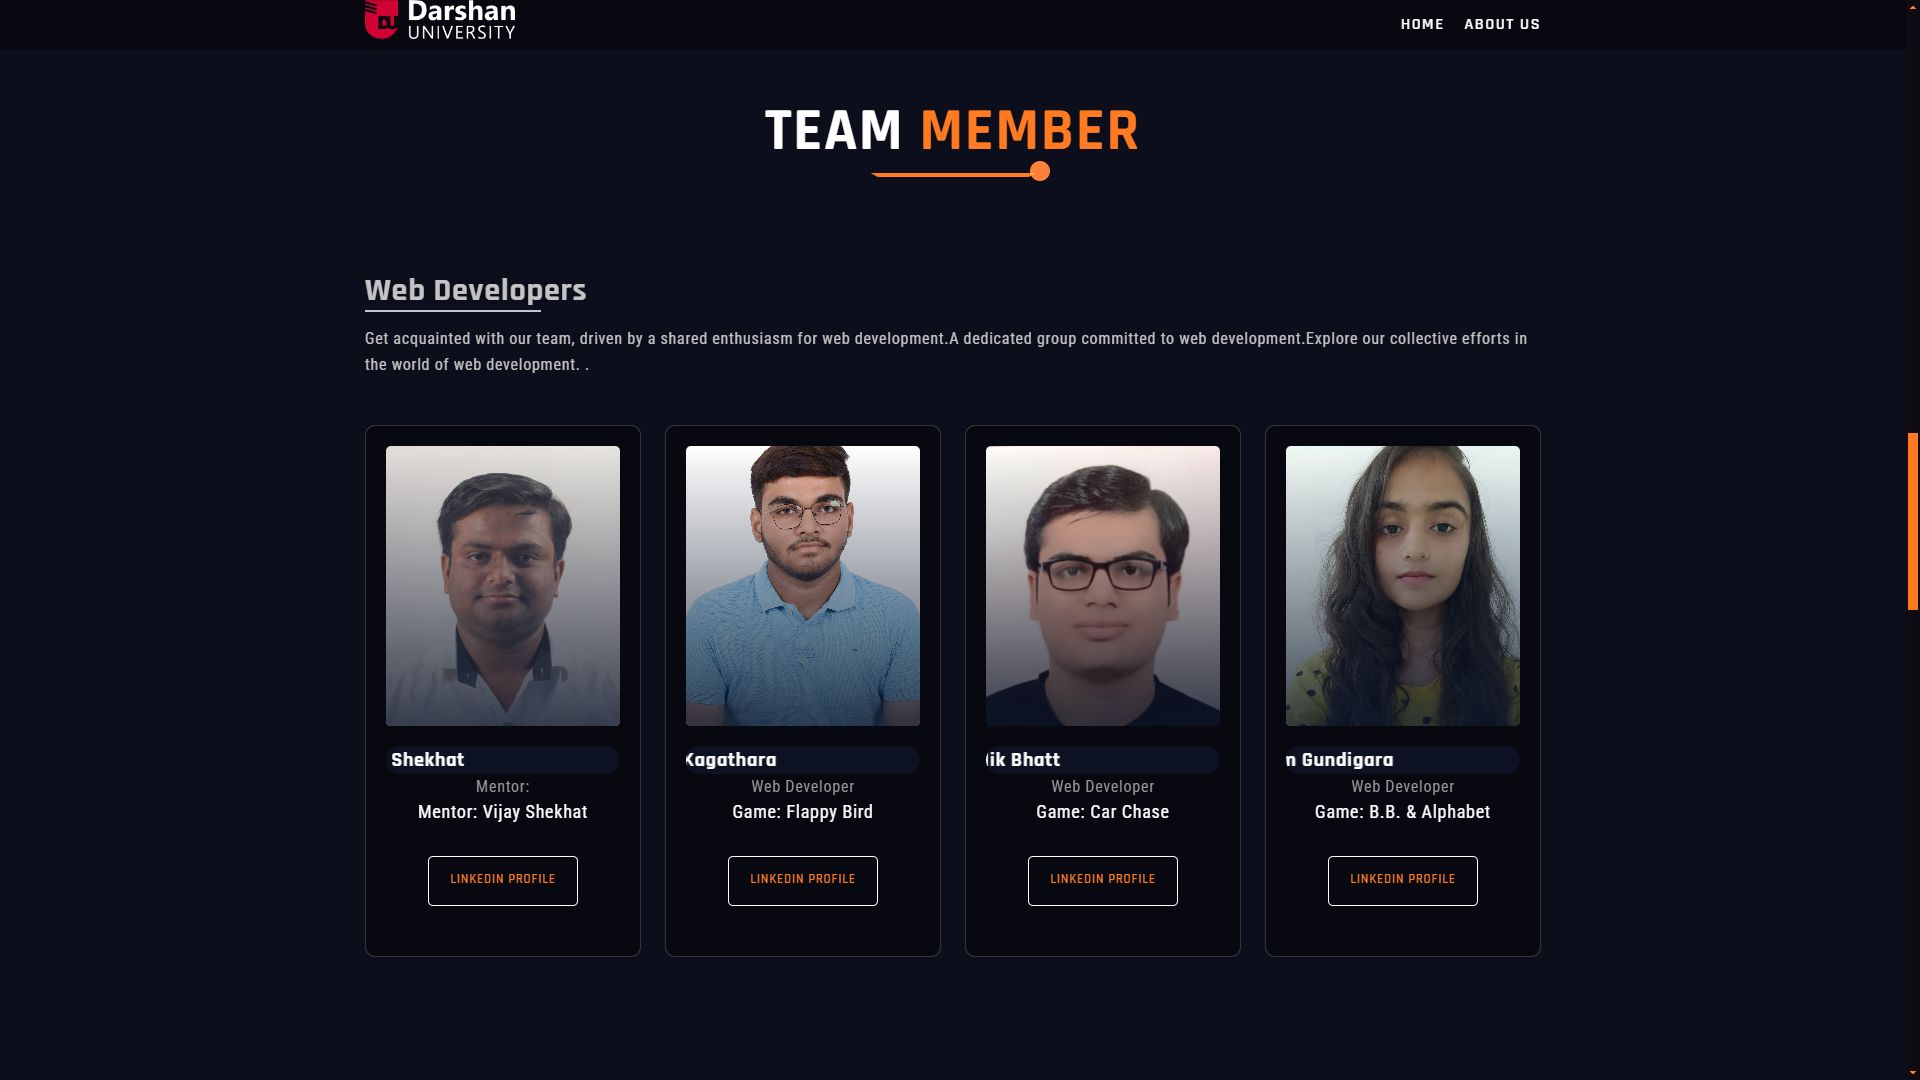 Darshan
UNIVERSITY
HOME ABOUT US
TEAM MEMBER
Web Developers
Get acquainted with our team, driven by a shared enthusiasm for web development.A dedicated group committed to web development.Explore our collective efforts in
the world of web development. .
Shekhat
Mentor:
Mentor: Vijay Shekhat
LINKEDIN PROFILE
Kagathara
Web Developer
Game: Flappy Bird
LINKEDIN PROFILE
Bhatt
Web Developer
Game: Car Chase
LINKEDIN PROFILE
Gundigara
Web Developer
Game: B.B. & Alphabet
LINKEDIN PROFILE